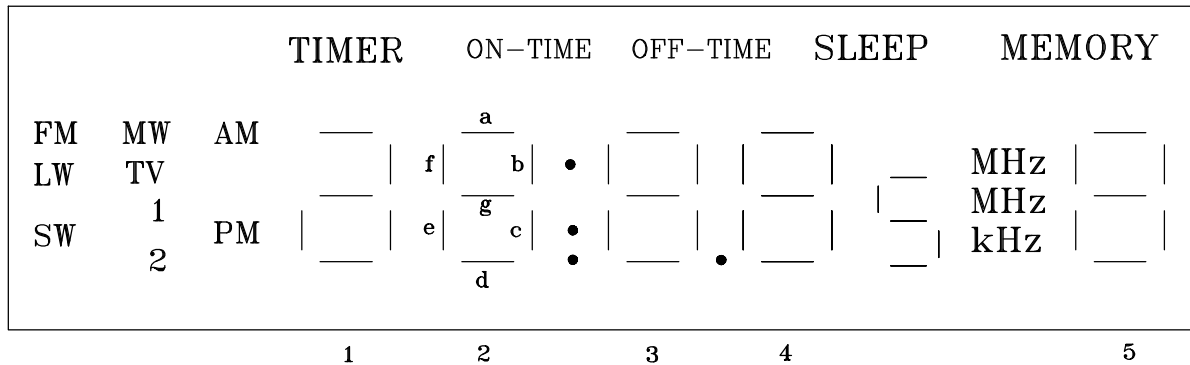 TIMER ON-TIME OFF-TIME SLEEP MEMORY
FM MW AM a
LW TV f b MHz
1 g MHz
SW PM e c kHz
2
d
1 2 3 4 5